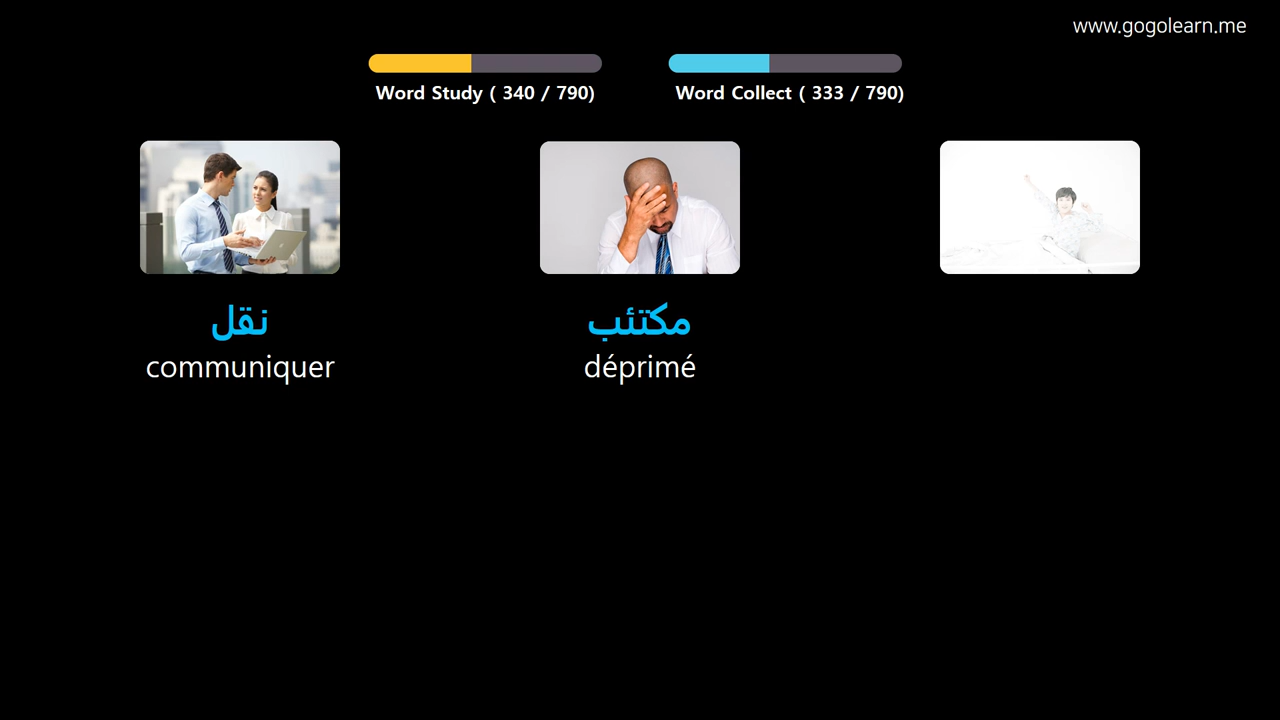 www.gogolearn.me
Word Study ( 340 / 790)
Word Collect ( 333 / 790)
نقل
communiquer
مكتئب
déprimé